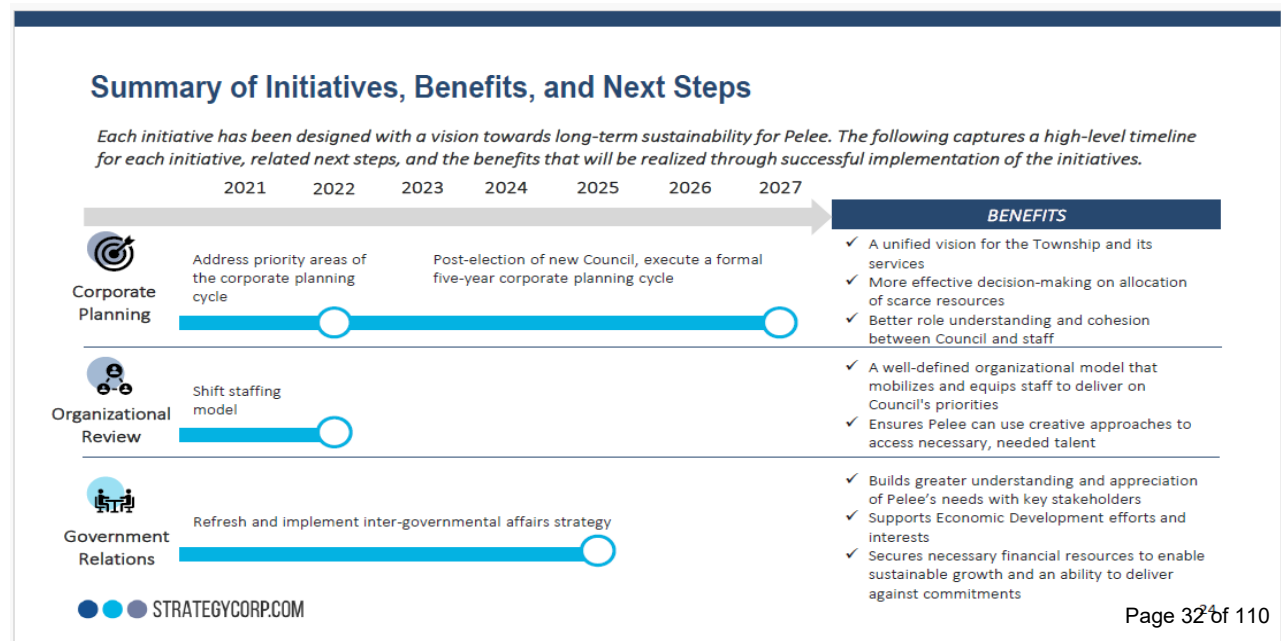 Summary of Initiatives, Benefits, and Next Steps
Each initiative has been designed with a vision towards long-term sustainability for Pelee. The following captures a high-level timeline
for each initiative, related next steps, and the benefits that will be realized through successful implementation of the initiatives.
2021 2022 2023 2024 2025 2026 2027
BENEFITS
Corporate
Planning
Address priority areas of
the corporate planning
cycle
Post-election of new Council, execute a formal
five-year corporate planning cycle
✓ A unified vision for the Township and its
services
✓ More effective decision-making on allocation
of scarce resources
✓ Better role understanding and cohesion
between Council and staff
Organizational
Review
Shift staffing
model
✓ A well-defined organizational model that
mobilizes and equips staff to deliver on
Council's priorities
✓ Ensures Pelee can use creative approaches to
access necessary, needed talent
Government
Relations
Refresh and implement inter-governmental affairs strategy
✓ Builds greater understanding and appreciation
of Pelee’s needs with key stakeholders
✓ Supports Economic Development efforts and
interests
✓ Secures necessary financial resources to enable
sustainable growth and an ability to deliver
against commitments
STRATEGYCORP.COM
24
Page 32 of 110